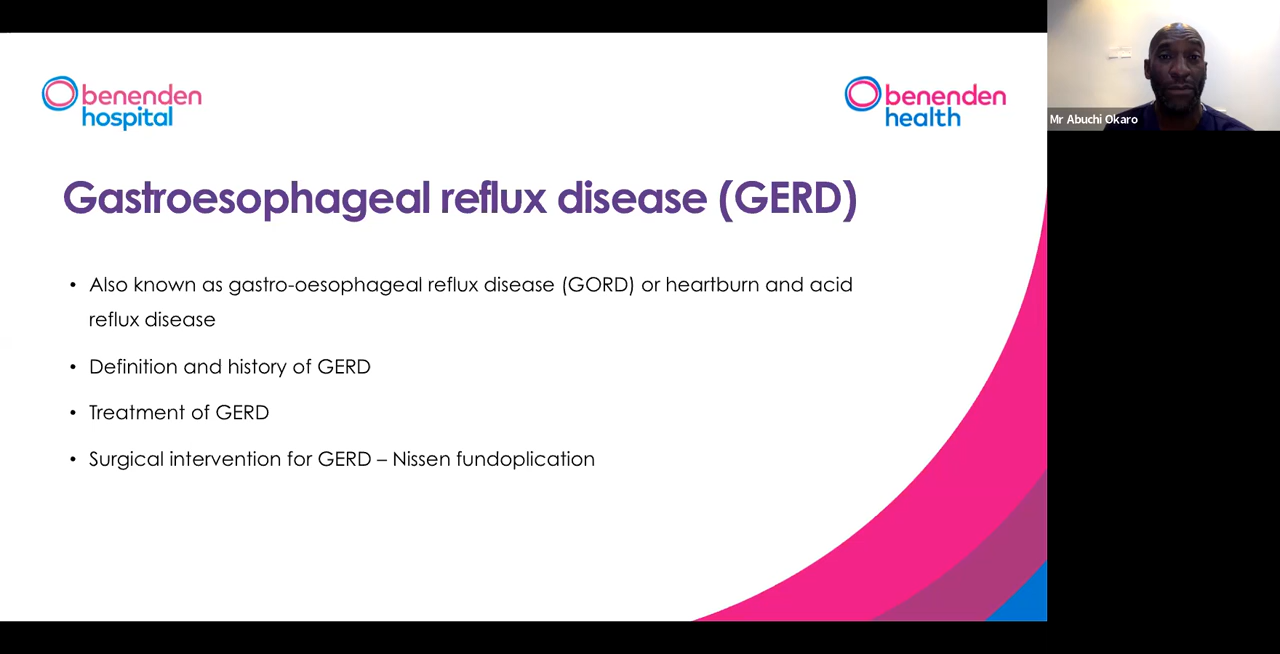 benenden
hospital
benenden
health
Mr Abuchi Okaro
Gastroesophageal reflux disease (GERD)
• Also known as gastro-oesophageal reflux disease (GORD) or heartburn and acid
reflux disease
• Definition and history of GERD
• Treatment of GERD
• Surgical intervention for GERD – Nissen fundoplication